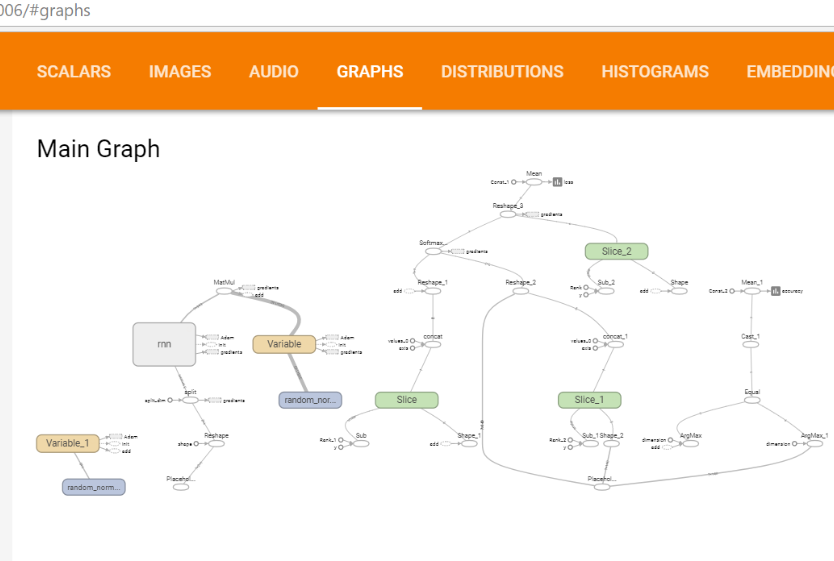 006/#graphs
SCALARS IMAGES AUDIO GRAPHS DISTRIBUTIONS HISTOGRAMS EMBEDDING
Main Graph
Mean
Const_1 loss
Reshape_3
gradients
Softmax...
gradients
Slice_2
MatMul
gradients
add
add Reshape_1
Reshape_2
Rank Sub_2
y
add Shape
Mean_1
Const_2 accuracy
rnn
Adam
init
gradients
Variable
Adam
init
gradients
values_0 concat
axis
values_0 concat_1
axis
Cast_1
split
split_dim gradients
random_nor...
Slice
Slice_1
Equal
Variable_1
Adam
init
add
Reshape
shape
Rank_1 Sub
y
Shape_1
add
Rank_2 Sub_1 Shape_2
y
dimension ArgMax
add
ArgMax_1
dimension
random_norm...
Placehol...
Placehol...